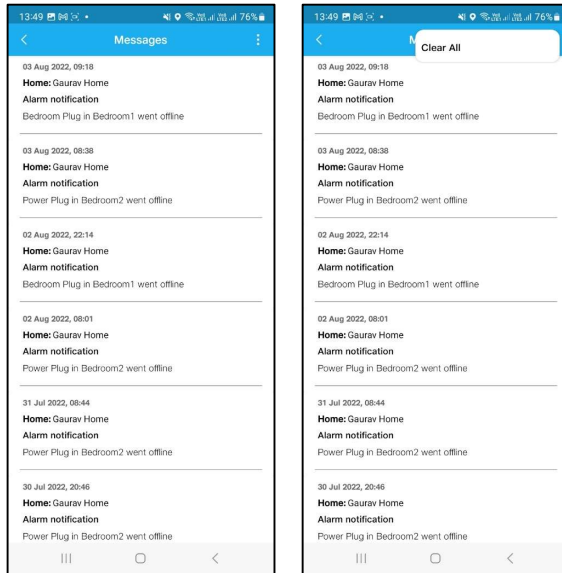 13:49 76%
Messages
03 Aug 2022, 09:18
Home: Gaurav Home
Alarm notification
Bedroom Plug in Bedroom1 went offline
03 Aug 2022, 08:38
Home: Gaurav Home
Alarm notification
Power Plug in Bedroom2 went offline
02 Aug 2022, 22:14
Home: Gaurav Home
Alarm notification
Bedroom Plug in Bedroom1 went offline
02 Aug 2022, 08:01
Home: Gaurav Home
Alarm notification
Power Plug in Bedroom2 went offline
31 Jul 2022, 08:44
Home: Gaurav Home
Alarm notification
Power Plug in Bedroom2 went offline
30 Jul 2022, 20:46
Home: Gaurav Home
Alarm notification
Power Plug in Bedroom2 went offline
13:49 76%
M
Clear All
03 Aug 2022, 09:18
Home: Gaurav Home
Alarm notification
Bedroom Plug in Bedroom1 went offline
03 Aug 2022, 08:38
Home: Gaurav Home
Alarm notification
Power Plug in Bedroom2 went offline
02 Aug 2022, 22:14
Home: Gaurav Home
Alarm notification
Bedroom Plug in Bedroom1 went offline
02 Aug 2022, 08:01
Home: Gaurav Home
Alarm notification
Power Plug in Bedroom2 went offline
31 Jul 2022, 08:44
Home: Gaurav Home
Alarm notification
Power Plug in Bedroom2 went offline
30 Jul 2022, 20:46
Home: Gaurav Home
Alarm notification
Power Plug in Bedroom2 went offline